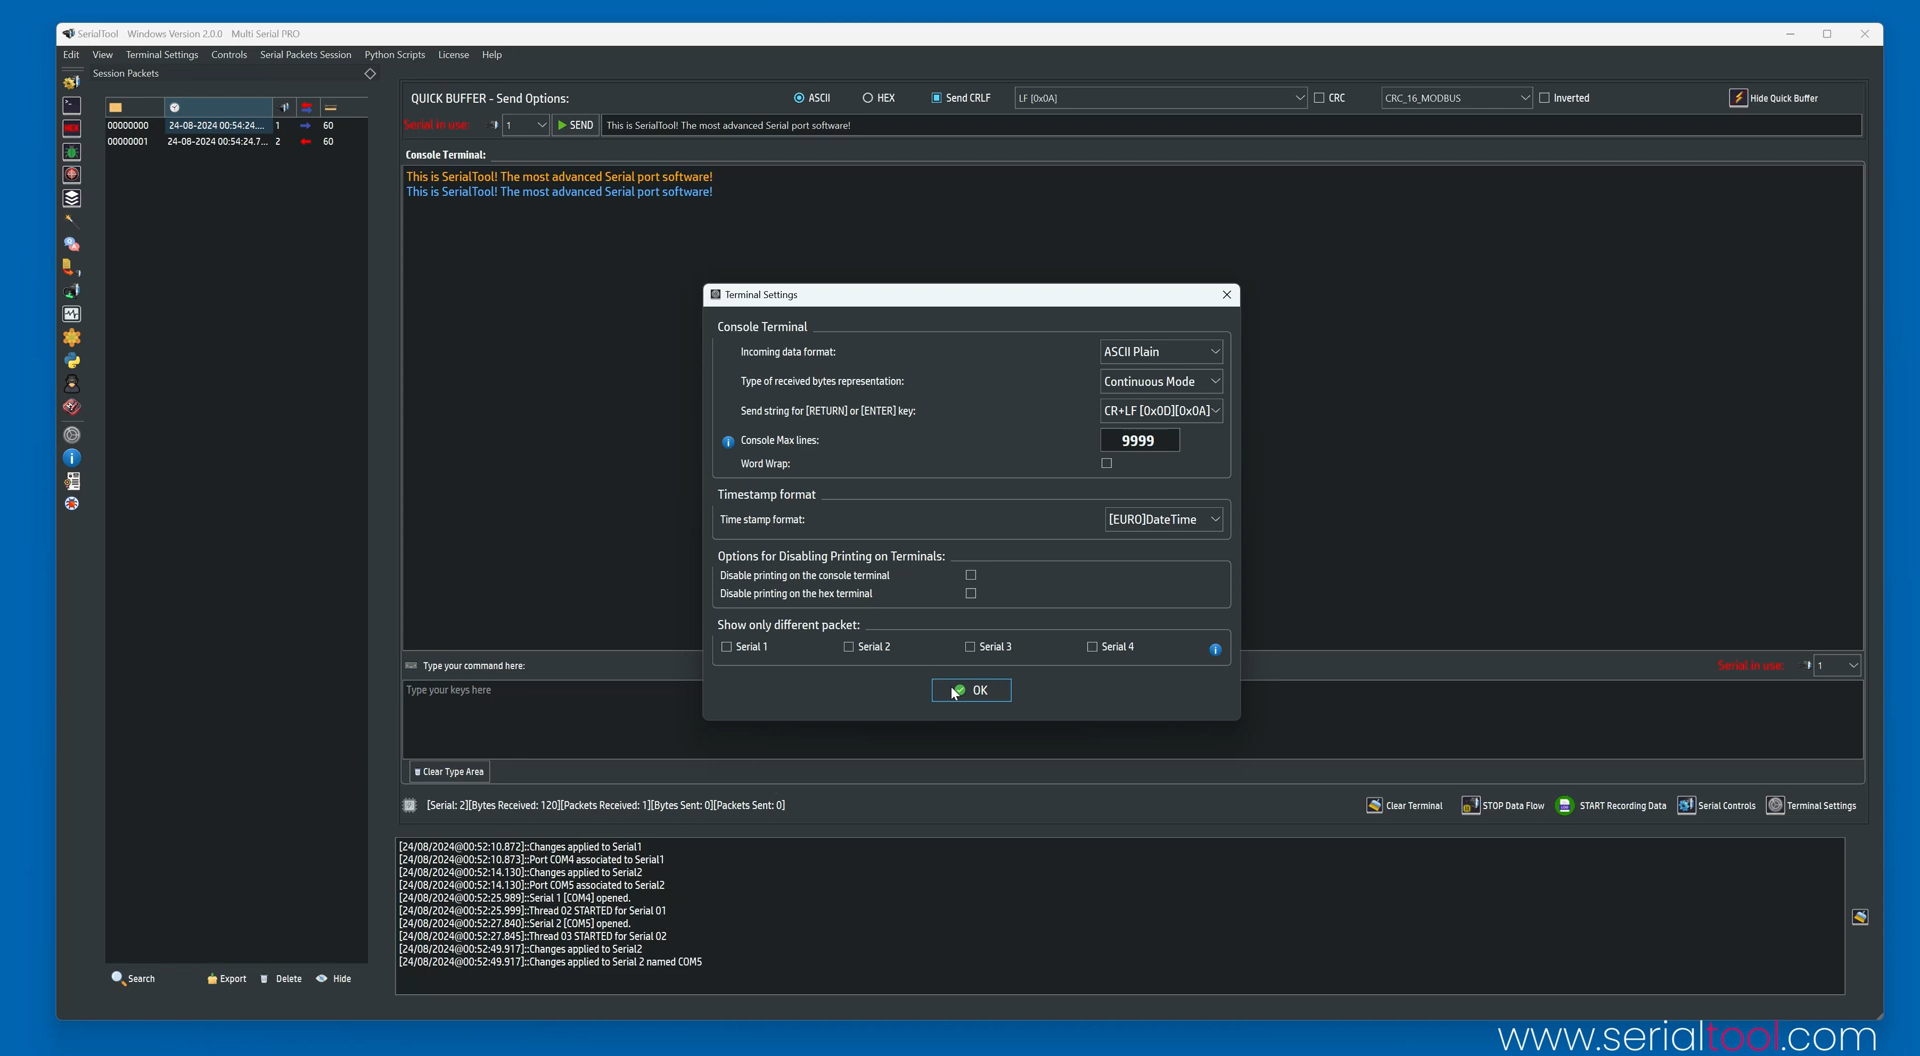 SerialTool Windows Version 2.0.0 Multi Serial PRO
Edit View Terminal Settings Controls Serial Packets Session Python Scripts License Help
Session Packets
00000000 24-08-2024 00:54:24.... 1 60
00000001 24-08-2024 00:54:24.7... 2 60
Search Export Delete Hide
QUICK BUFFER - Send Options: ASCII HEX Send CRLF LF [0x0A] CRC CRC_16_MODBUS Inverted Hide Quick Buffer
Serial in use: 1 SEND This is SerialTool! The most advanced Serial port software!
Console Terminal:
This is SerialTool! The most advanced Serial port software!
This is SerialTool! The most advanced Serial port software!
Terminal Settings
Console Terminal
Incoming data format: ASCII Plain
Type of received bytes representation: Continuous Mode
Send string for [RETURN] or [ENTER] key: CR+LF [0x0D][0x0A]
Console Max lines: 9999
Word Wrap:
Timestamp format
Time stamp format: [EURO]DateTime
Options for Disabling Printing on Terminals:
Disable printing on the console terminal
Disable printing on the hex terminal
Show only different packet:
Serial 1 Serial 2 Serial 3 Serial 4
OK
Type your command here: Serial in use: 1
Type your keys here
Clear Type Area
[Serial: 2][Bytes Received: 120][Packets Received: 1][Bytes Sent: 0][Packets Sent: 0] Clear Terminal STOP Data Flow START Recording Data Serial Controls Terminal Settings
[24/08/2024@00:52:10.872]::Changes applied to Serial1
[24/08/2024@00:52:10.873]::Port COM4 associated to Serial1
[24/08/2024@00:52:14.130]::Changes applied to Serial2
[24/08/2024@00:52:14.130]::Port COM5 associated to Serial2
[24/08/2024@00:52:25.989]::Serial 1 [COM4] opened.
[24/08/2024@00:52:25.999]::Thread 02 STARTED for Serial 01
[24/08/2024@00:52:27.840]::Serial 2 [COM5] opened.
[24/08/2024@00:52:27.845]::Thread 03 STARTED for Serial 02
[24/08/2024@00:52:49.917]::Changes applied to Serial2
[24/08/2024@00:52:49.917]::Changes applied to Serial 2 named COM5
www.serialtool.com